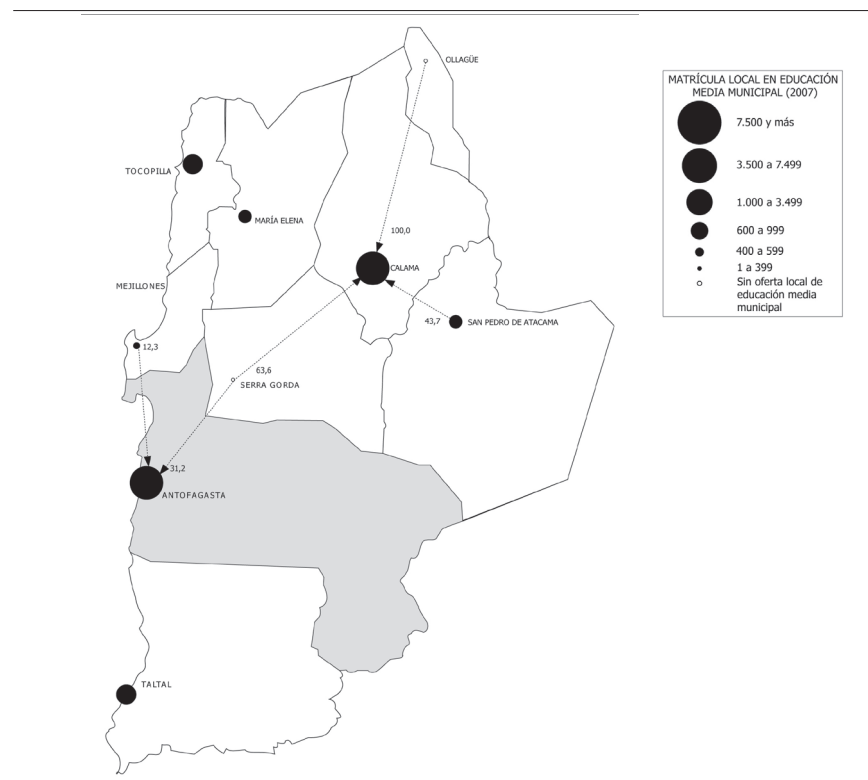 OLLAGÜE
TOCOPILLA
MARÍA ELENA
100,0
CALAMA
MEJILLONES
43,7
SAN PEDRO DE ATACAMA
12,3
63,6
SERRA GORDA
31,2
ANTOFAGASTA
TALTAL
MATRÍCULA LOCAL EN EDUCACIÓN
MEDIA MUNICIPAL (2007)
7.500 y más
3.500 a 7.499
1.000 a 3.499
600 a 999
400 a 599
1 a 399
Sin oferta local de
educación media
municipal